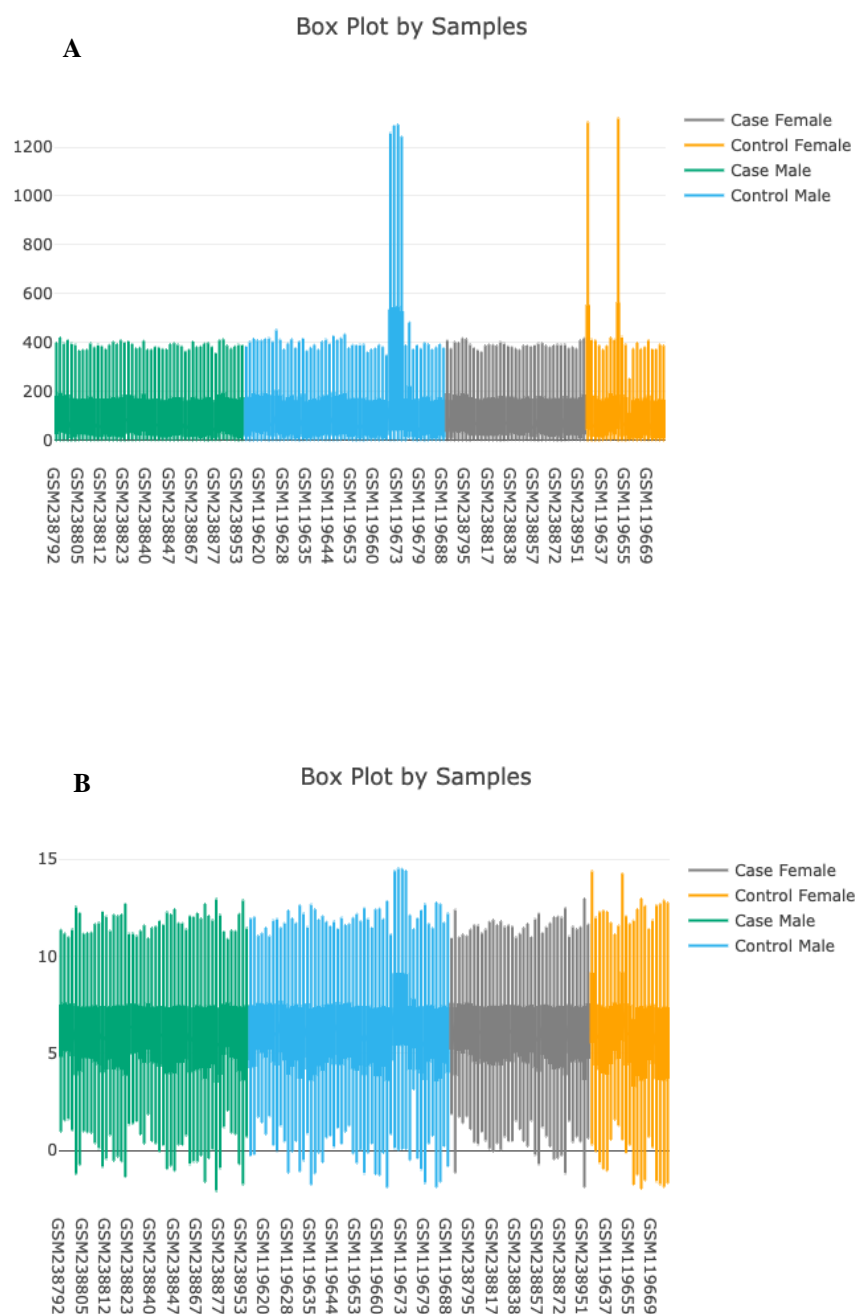 Box Plot by Samples
A
Case Female
Control Female
Case Male
Control Male
1200
1000
800
600
400
200
0
GSM238792
GSM238805
GSM238812
GSM238823
GSM238840
GSM238847
GSM238867
GSM238877
GSM238953
GSM119620
GSM119628
GSM119635
GSM119644
GSM119653
GSM119660
GSM119673
GSM119679
GSM119688
GSM238795
GSM238817
GSM238838
GSM238857
GSM238872
GSM238951
GSM119637
GSM119655
GSM119669
B
Box Plot by Samples
Case Female
Control Female
Case Male
Control Male
15
10
5
0
GSM238792
GSM238805
GSM238812
GSM238823
GSM238840
GSM238847
GSM238867
GSM238877
GSM238953
GSM119620
GSM119628
GSM119635
GSM119644
GSM119653
GSM119660
GSM119673
GSM119679
GSM119688
GSM238795
GSM238817
GSM238838
GSM238857
GSM238872
GSM238951
GSM119637
GSM119655
GSM119669